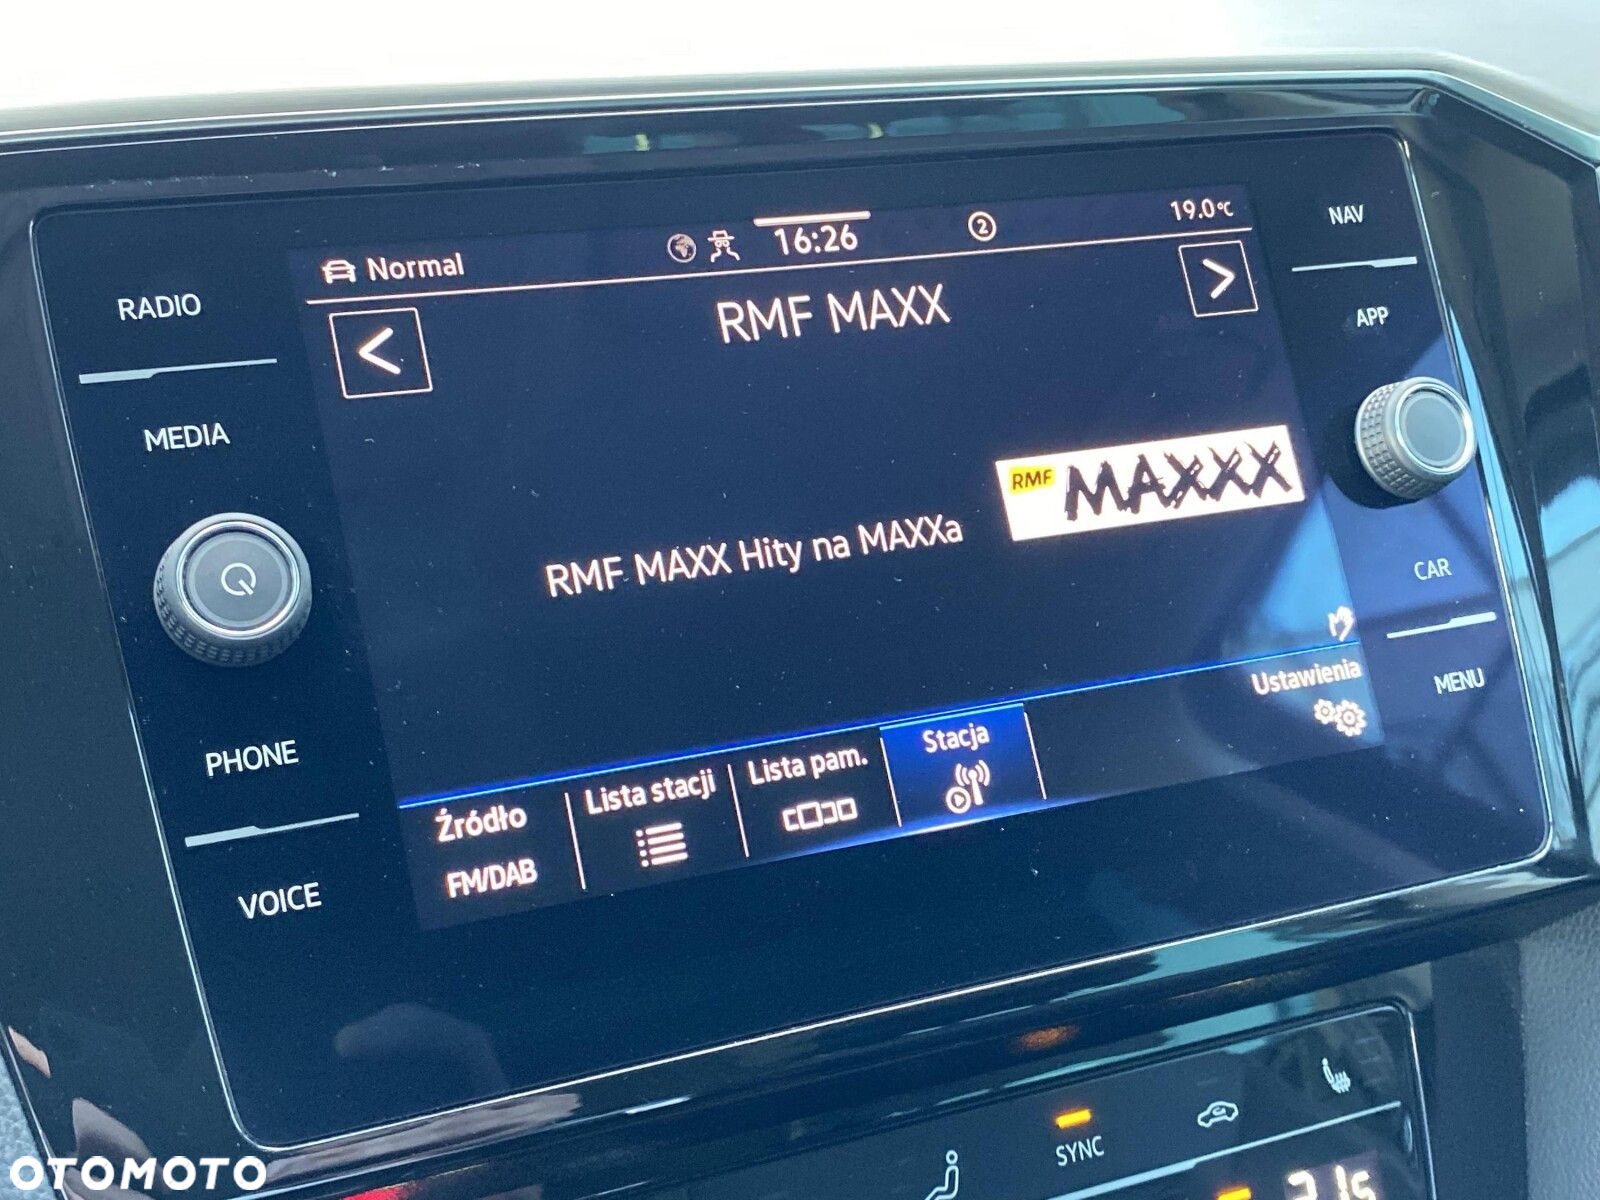 Normal
16:26
2
19.0°C
NAV
RADIO
RMF MAXX
APP
MEDIA
RMF MAXXX
RMF MAXX Hity na MAXXa
CAR
Ustawienia
MENU
PHONE
Źródło
FM/DAB
Lista stacji
Lista pam.
Stacja
VOICE
SYNC
OTOMOTO